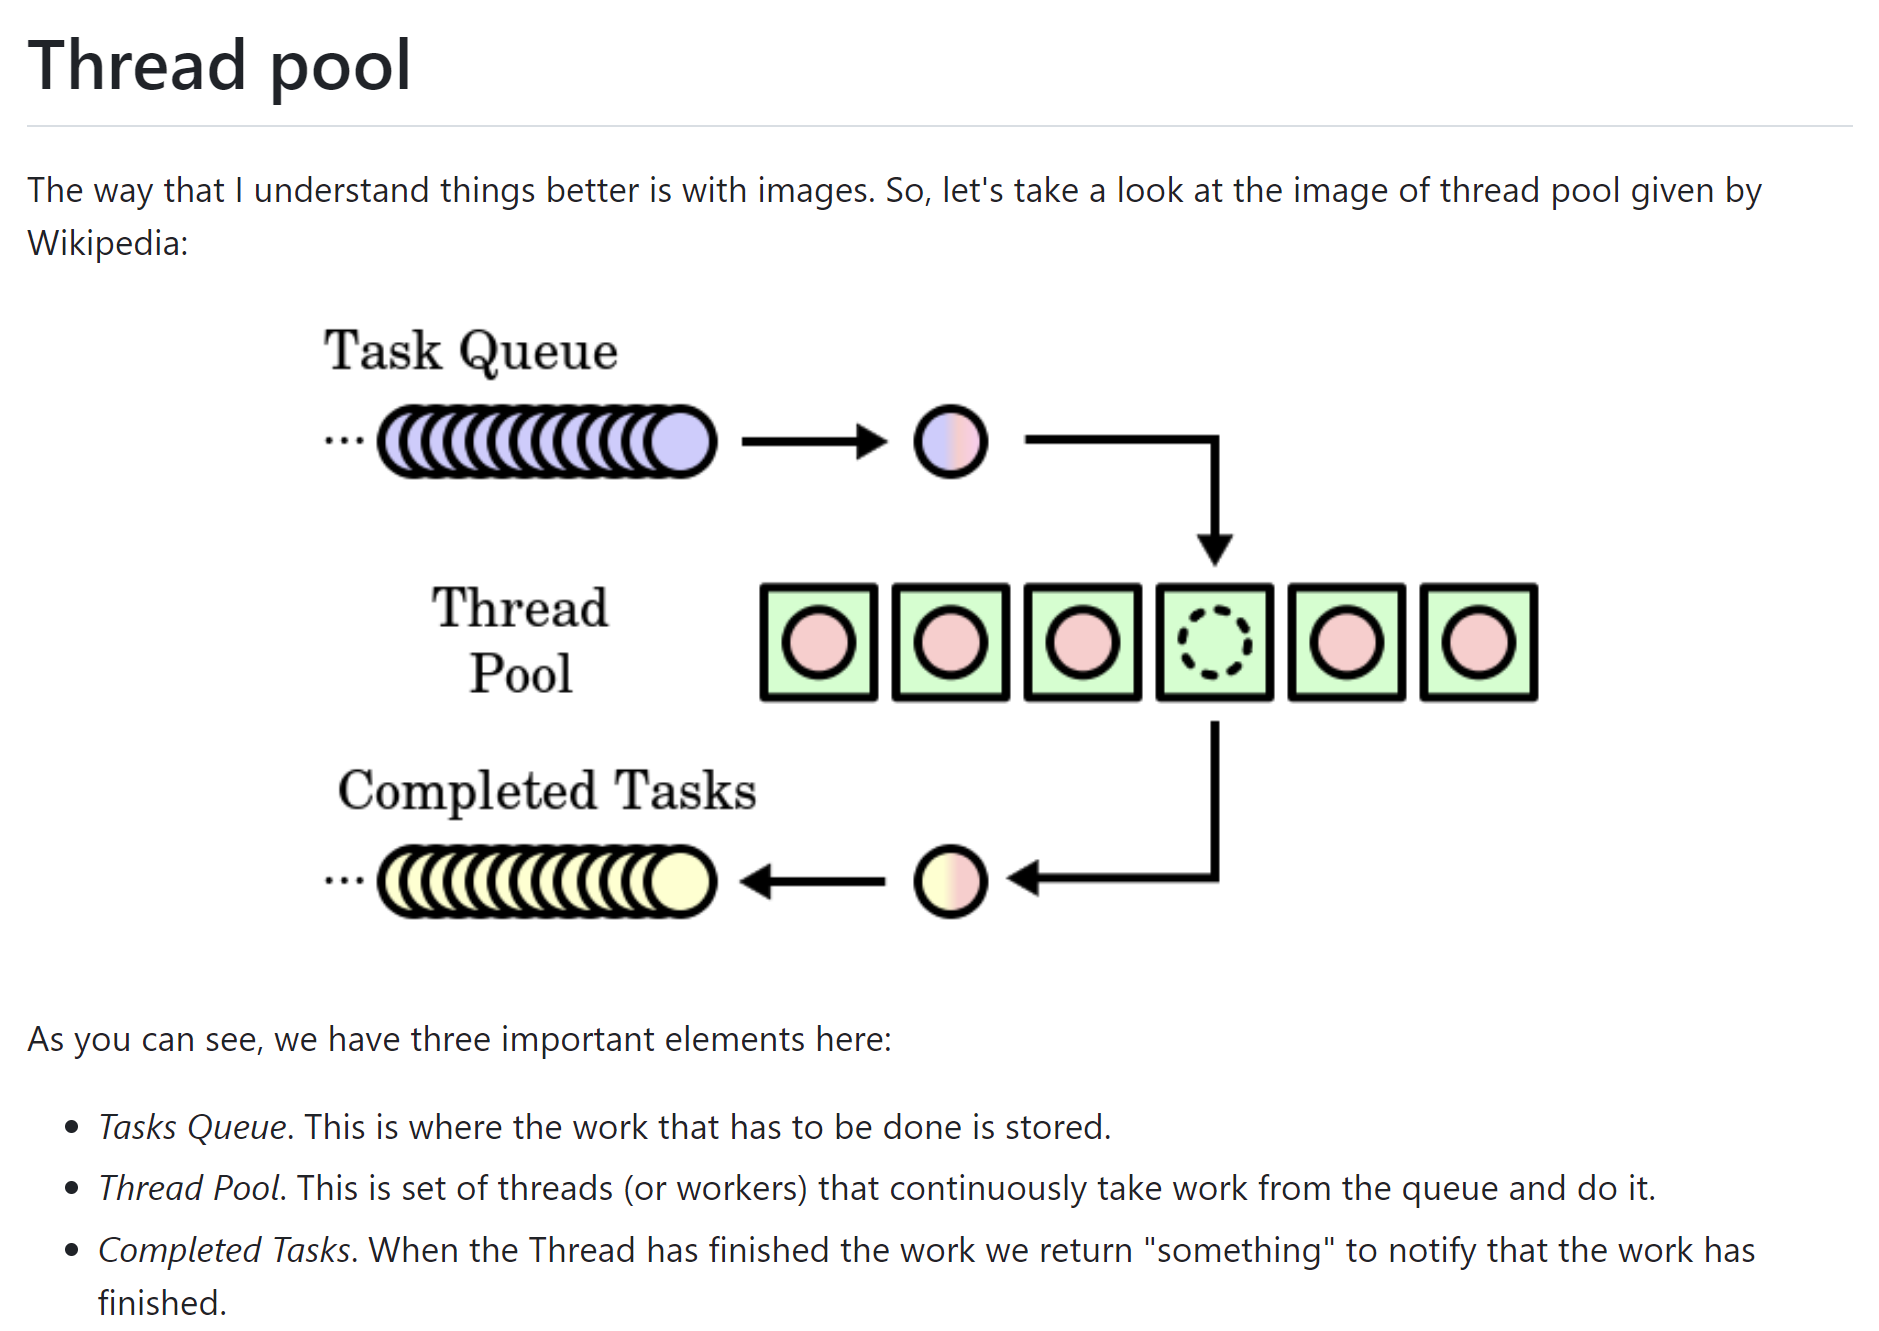 Thread pool
The way that I understand things better is with images. So, let's take a look at the image of thread pool given by
Wikipedia:
Task Queue
...
Thread
Pool
Completed Tasks
...
As you can see, we have three important elements here:
• Tasks Queue. This is where the work that has to be done is stored.
• Thread Pool. This is set of threads (or workers) that continuously take work from the queue and do it.
• Completed Tasks. When the Thread has finished the work we return "something" to notify that the work has
finished.